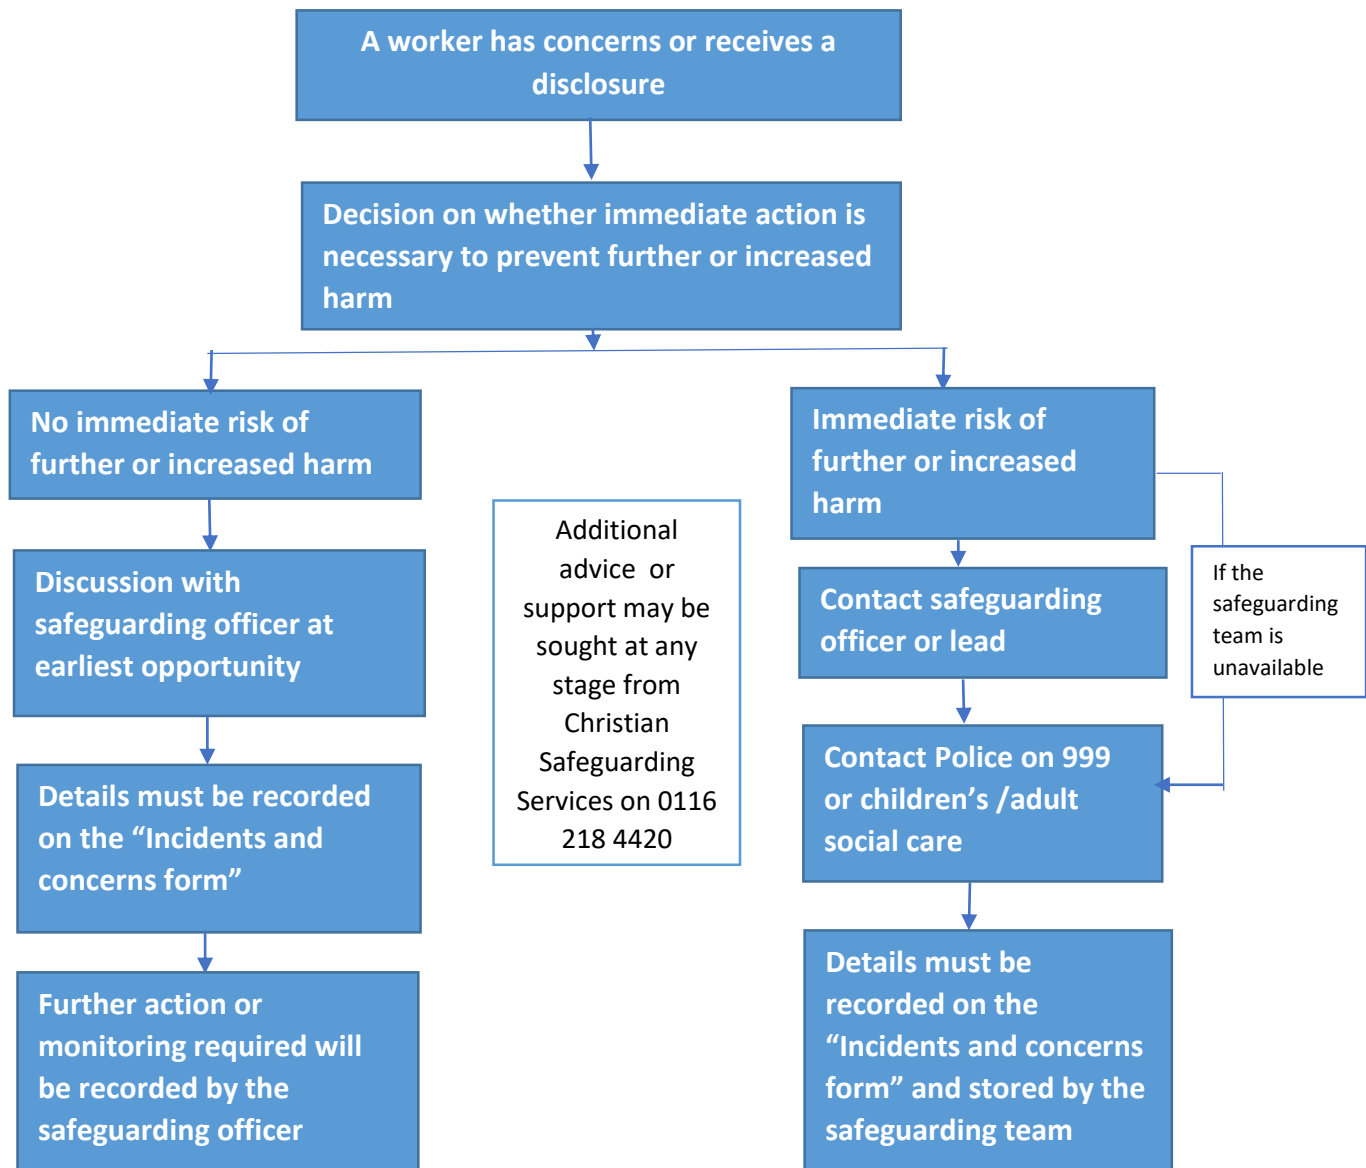 A worker has concerns or receives a
disclosure
Decision on whether immediate action is
necessary to prevent further or increased
harm
No immediate risk of
further or increased harm
Discussion with
safeguarding officer at
earliest opportunity
Details must be recorded
on the “Incidents and
concerns form”
Further action or
monitoring required will
be recorded by the
safeguarding officer
Additional
advice or
support may be
sought at any
stage from
Christian
Safeguarding
Services on 0116
218 4420
Immediate risk of
further or increased
harm
Contact safeguarding
officer or lead
If the
safeguarding
team is
unavailable
Contact Police on 999
or children’s /adult
social care
Details must be
recorded on the
“Incidents and concerns
form” and stored by the
safeguarding team